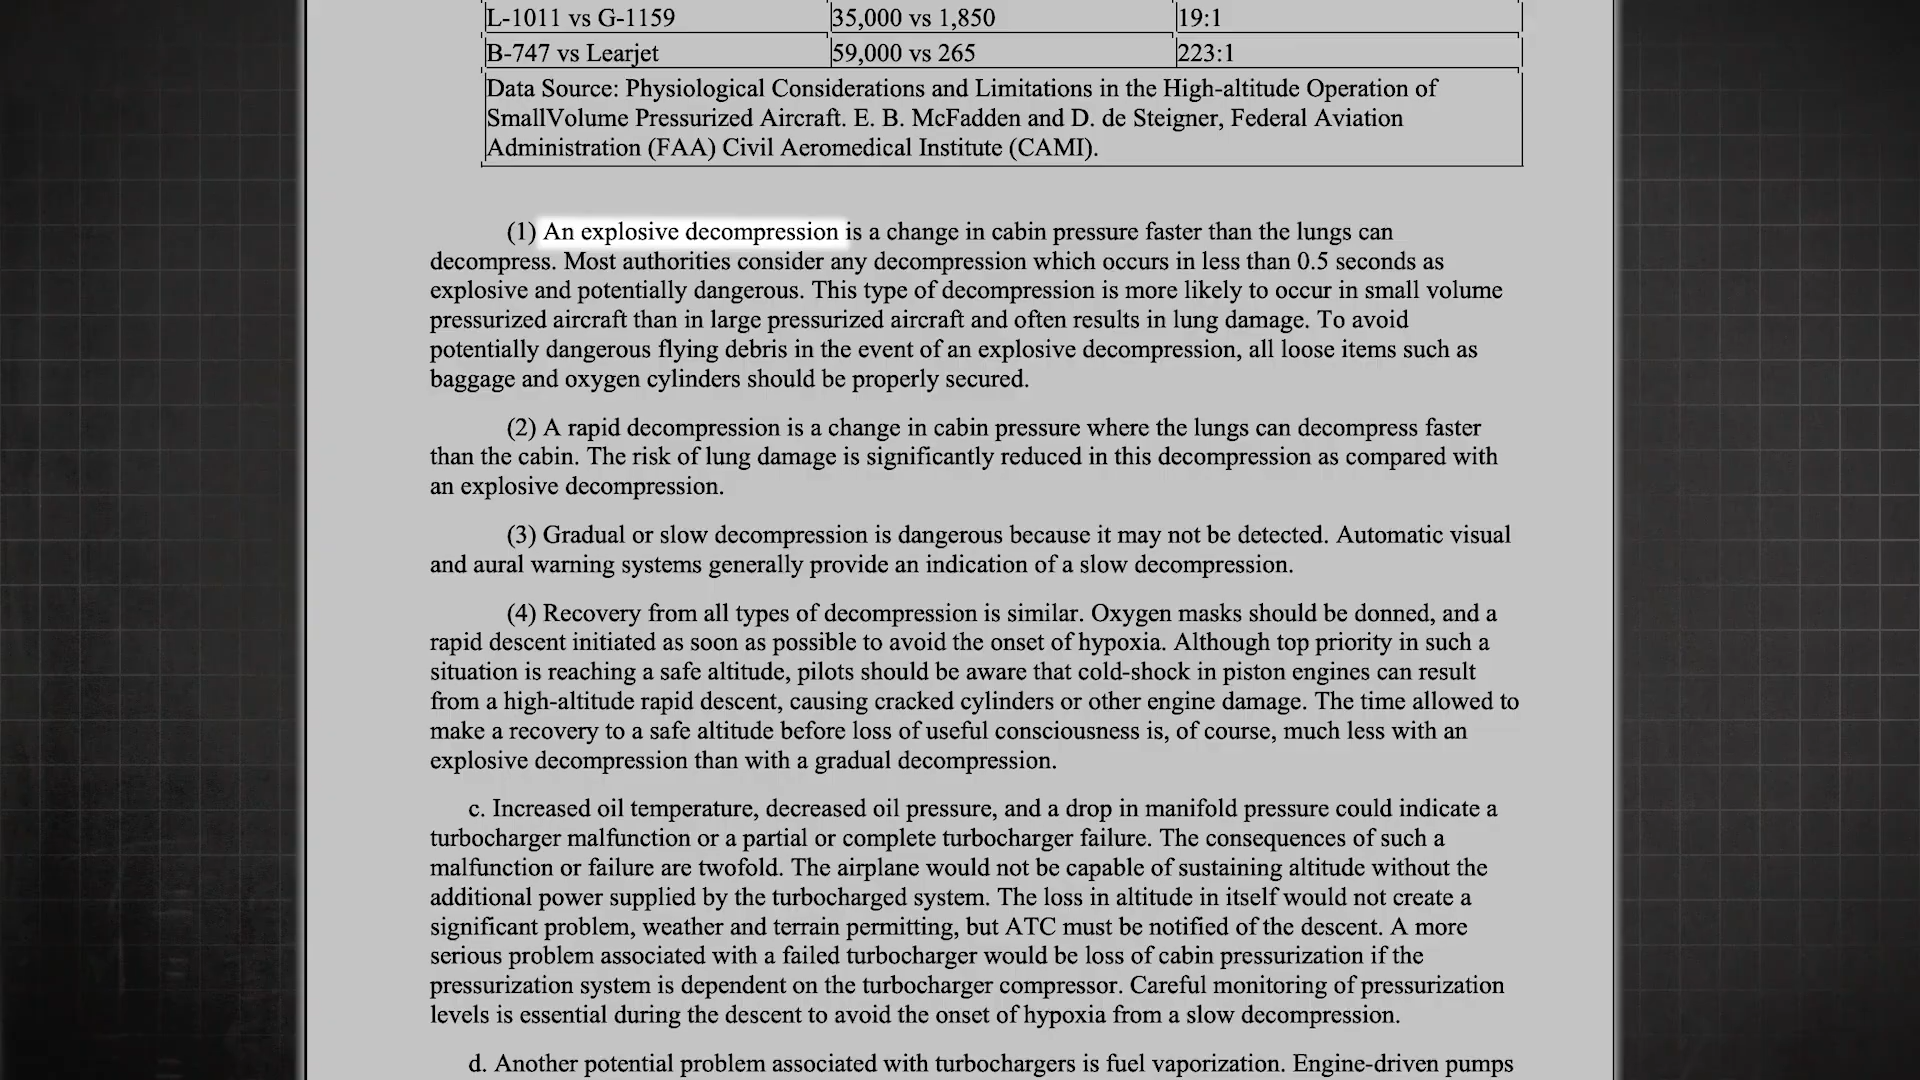 L-1011 vs G-1159 35,000 vs 1,850 19:1
B-747 vs Learjet 59,000 vs 265 223:1
Data Source: Physiological Considerations and Limitations in the High-altitude Operation of
SmallVolume Pressurized Aircraft. E. B. McFadden and D. de Steigner, Federal Aviation
Administration (FAA) Civil Aeromedical Institute (CAMI).
(1) An explosive decompression is a change in cabin pressure faster than the lungs can
decompress. Most authorities consider any decompression which occurs in less than 0.5 seconds as
explosive and potentially dangerous. This type of decompression is more likely to occur in small volume
pressurized aircraft than in large pressurized aircraft and often results in lung damage. To avoid
potentially dangerous flying debris in the event of an explosive decompression, all loose items such as
baggage and oxygen cylinders should be properly secured.
(2) A rapid decompression is a change in cabin pressure where the lungs can decompress faster
than the cabin. The risk of lung damage is significantly reduced in this decompression as compared with
an explosive decompression.
(3) Gradual or slow decompression is dangerous because it may not be detected. Automatic visual
and aural warning systems generally provide an indication of a slow decompression.
(4) Recovery from all types of decompression is similar. Oxygen masks should be donned, and a
rapid descent initiated as soon as possible to avoid the onset of hypoxia. Although top priority in such a
situation is reaching a safe altitude, pilots should be aware that cold-shock in piston engines can result
from a high-altitude rapid descent, causing cracked cylinders or other engine damage. The time allowed to
make a recovery to a safe altitude before loss of useful consciousness is, of course, much less with an
explosive decompression than with a gradual decompression.
c. Increased oil temperature, decreased oil pressure, and a drop in manifold pressure could indicate a
turbocharger malfunction or a partial or complete turbocharger failure. The consequences of such a
malfunction or failure are twofold. The airplane would not be capable of sustaining altitude without the
additional power supplied by the turbocharged system. The loss in altitude in itself would not create a
significant problem, weather and terrain permitting, but ATC must be notified of the descent. A more
serious problem associated with a failed turbocharger would be loss of cabin pressurization if the
pressurization system is dependent on the turbocharger compressor. Careful monitoring of pressurization
levels is essential during the descent to avoid the onset of hypoxia from a slow decompression.
d. Another potential problem associated with turbochargers is fuel vaporization. Engine-driven pumps